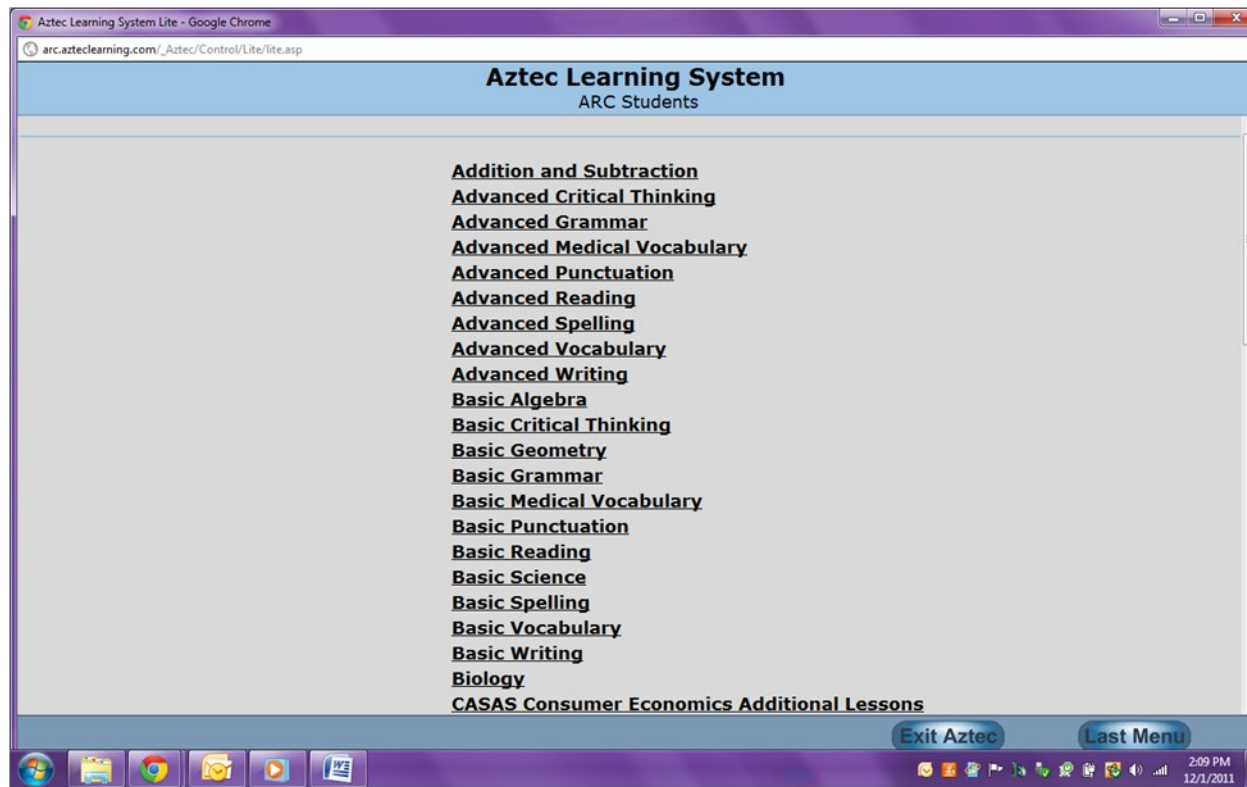 Aztec Learning System Lite - Google Chrome
arc.azteclearning.com/_Aztec/Control/Lite/lite.asp
Aztec Learning System
ARC Students
Addition and Subtraction
Advanced Critical Thinking
Advanced Grammar
Advanced Medical Vocabulary
Advanced Punctuation
Advanced Reading
Advanced Spelling
Advanced Vocabulary
Advanced Writing
Basic Algebra
Basic Critical Thinking
Basic Geometry
Basic Grammar
Basic Medical Vocabulary
Basic Punctuation
Basic Reading
Basic Science
Basic Spelling
Basic Vocabulary
Basic Writing
Biology
CASAS Consumer Economics Additional Lessons
Exit Aztec Last Menu
2:09 PM
12/1/2011